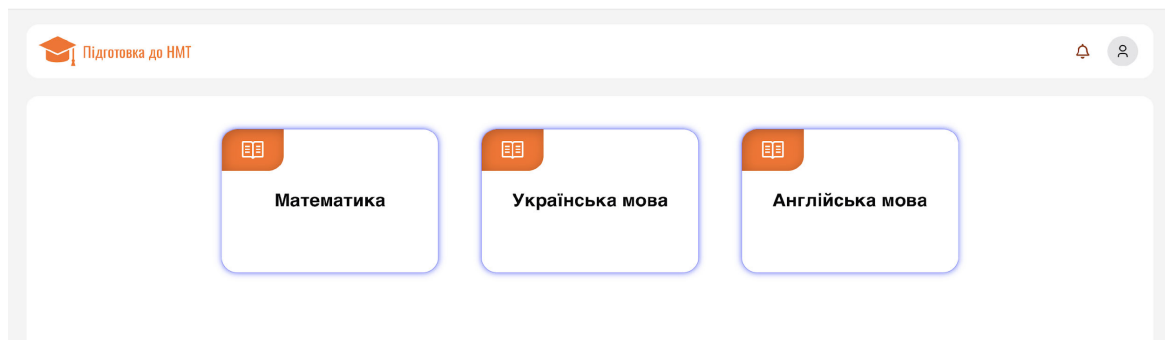 Підготовка до НМТ
Математика
Українська мова
Англійська мова